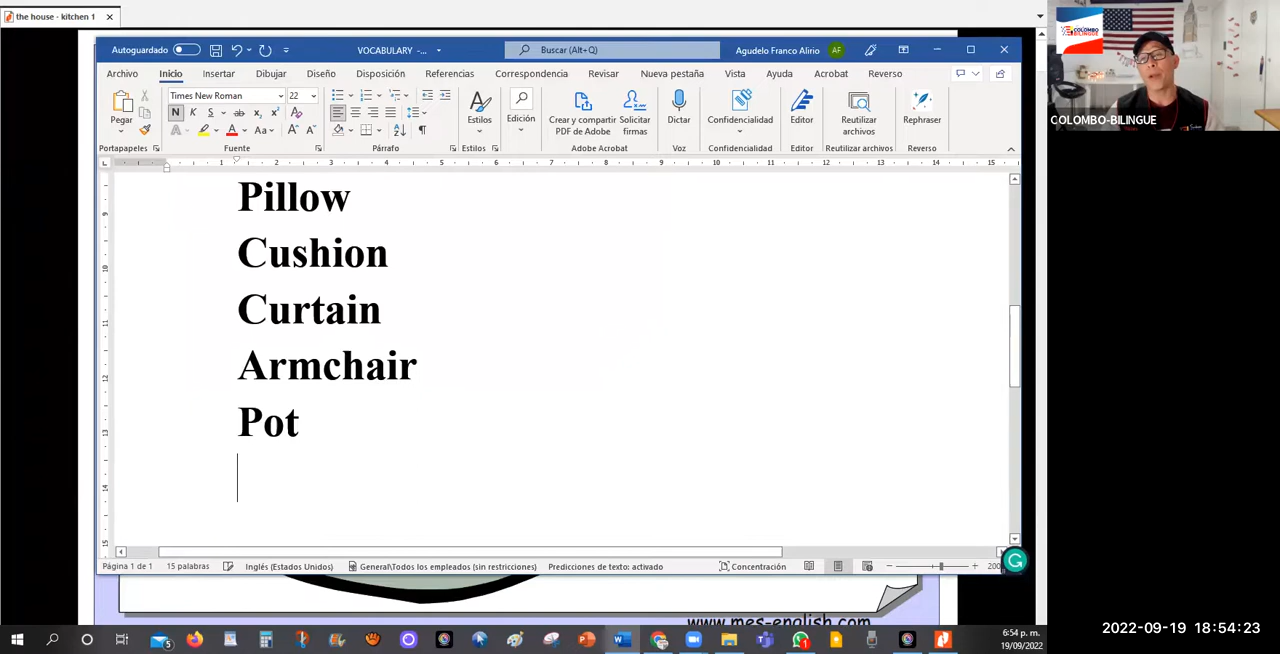 the house - kitchen 1
Autoguardado
VOCABULARY -...
Buscar (Alt+Q)
Agudelo Franco Alirio
AF
Archivo Inicio Insertar Dibujar Diseño Disposición Referencias Correspondencia Revisar Nueva pestaña Vista Ayuda Acrobat Reverso
Times New Roman 22
Pegar
Estilos
Edición
Crear y compartir PDF de Adobe
Solicitar firmas
Dictar
Confidencialidad
Editor
Reutilizar archivos
Rephraser
Portapapeles Fuente Párrafo Estilos Adobe Acrobat Voz Confidencialidad Editor Reutilizar archivos Reverso
COLOMBO BILINGUE
COLOMBO-BILINGUE
Pillow
Cushion
Curtain
Armchair
Pot
Página 1 de 1 15 palabras Inglés (Estados Unidos) General\Todos los empleados (sin restricciones) Predicciones de texto: activado Concentración
www.mes-english.com
6:54 p. m.
19/09/2022
2022-09-19 18:54:23